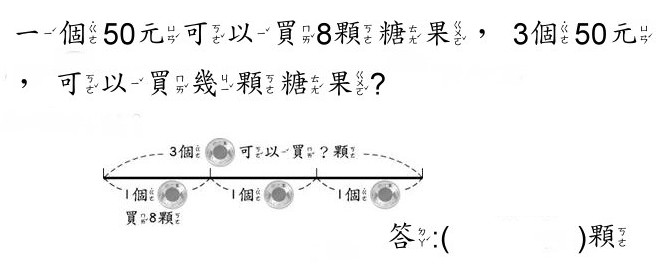 一個50元可以買8顆糖果，3個50元
，可以買幾顆糖果?
3個 可以買?顆
1個 1個 1個
買8顆
答:( )顆